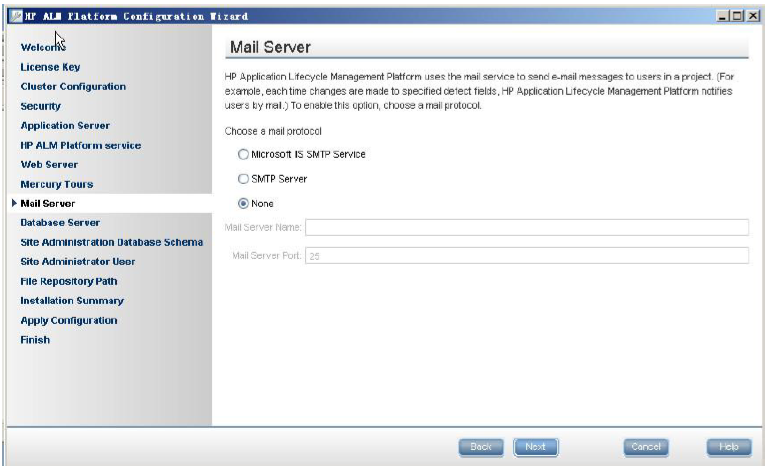 HP ALM Platform Configuration Wizard
Welcome
License Key
Cluster Configuration
Security
Application Server
HP ALM Platform service
Web Server
Mercury Tours
Mail Server
Database Server
Site Administration Database Schema
Site Administrator User
File Repository Path
Installation Summary
Apply Configuration
Finish
Mail Server
HP Application Lifecycle Management Platform uses the mail service to send e-mail messages to users in a project. (For
example, each time changes are made to specified defect fields, HP Application Lifecycle Management Platform notifies
users by mail.) To enable this option, choose a mail protocol.
Choose a mail protocol
Microsoft IIS SMTP Service
SMTP Server
None
Mail Server Name:
Mail Server Port: 25
Back
Next
Cancel
Help